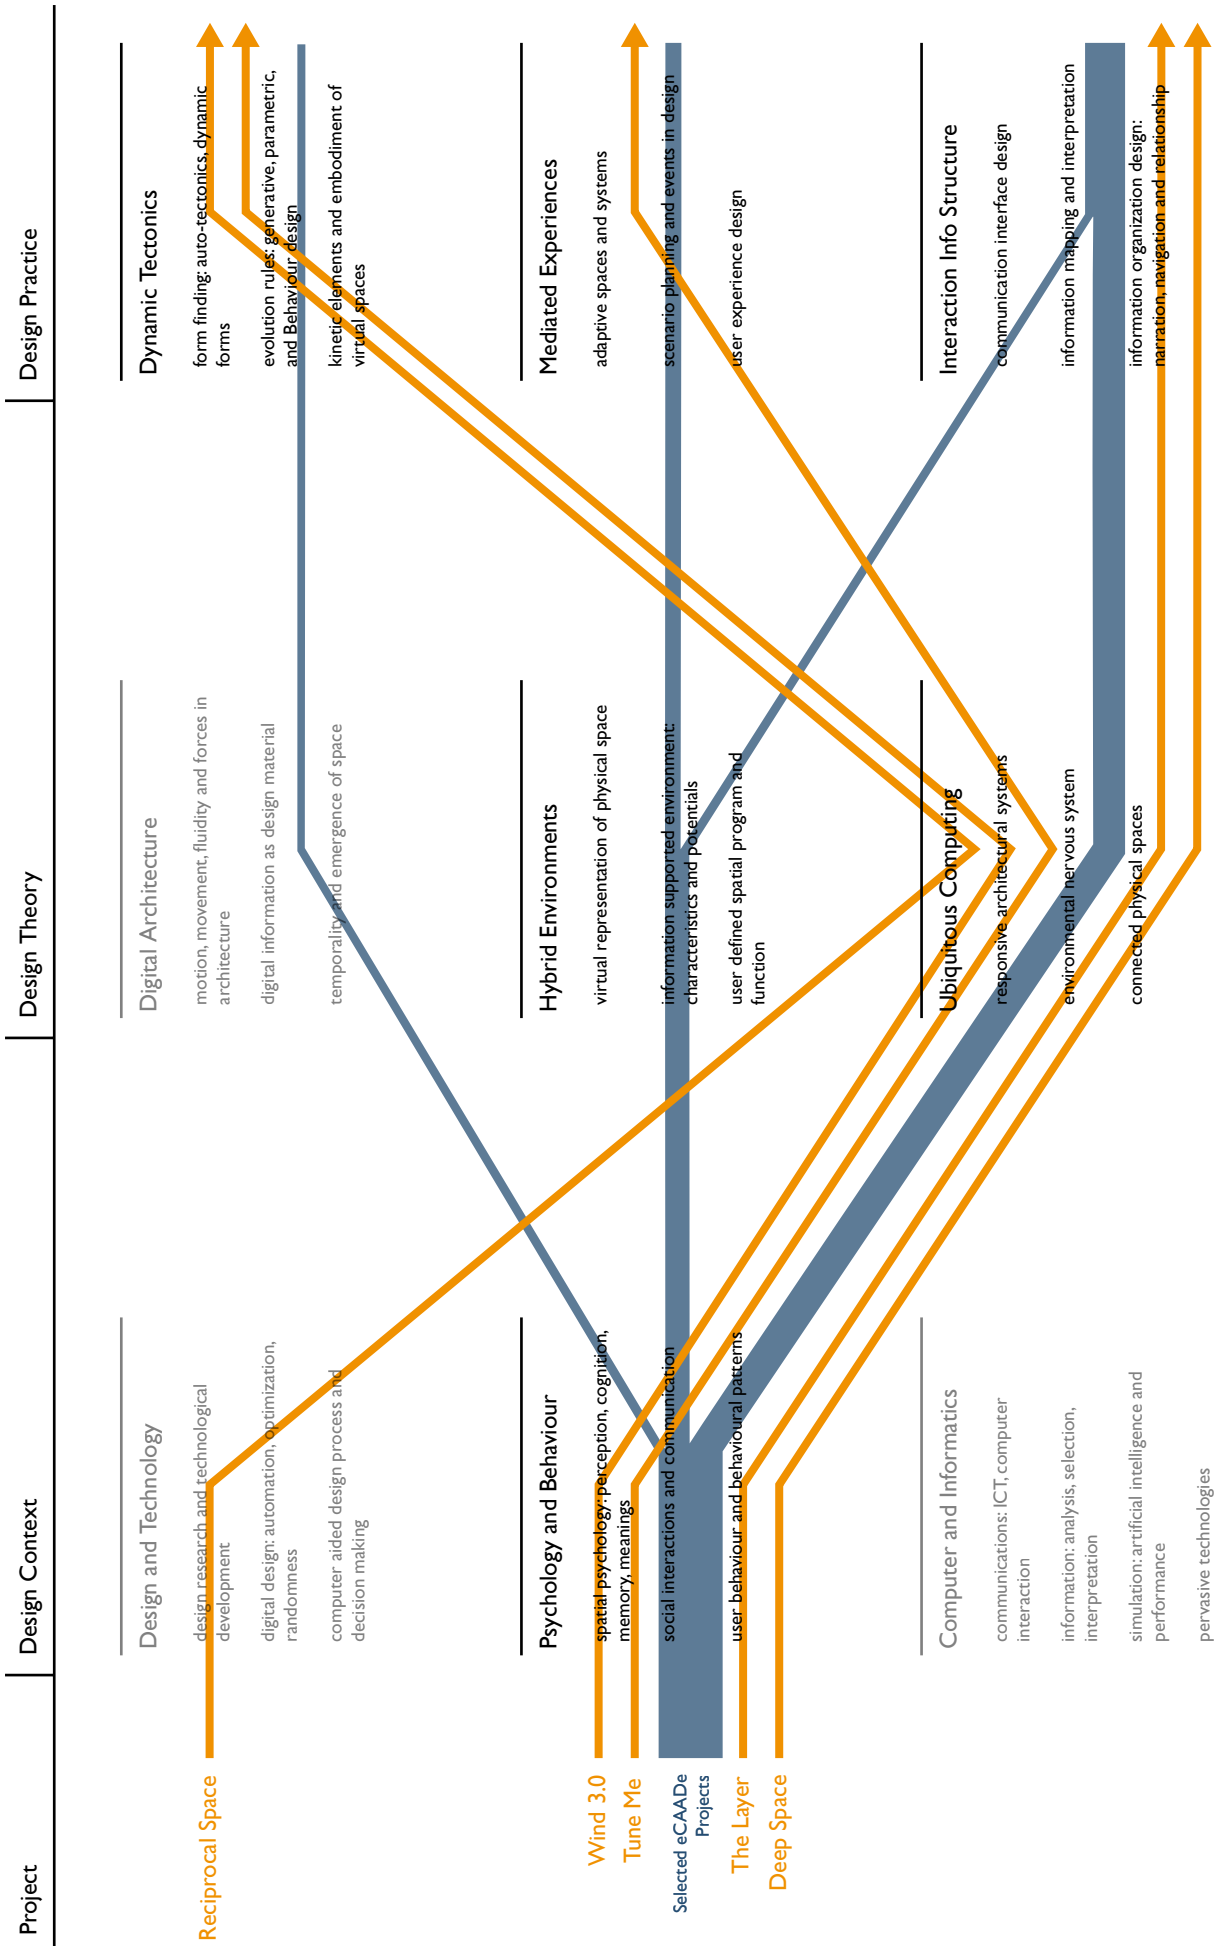 Project
Design Context
Design Theory
Design Practice
Reciprocal Space
Wind 3.0
Tune Me
Selected eCAADe
Projects
The Layer
Deep Space
Design and Technology
design research and technological
development
digital design: automation, optimization,
randomness
computer aided design process and
decision making
Psychology and Behaviour
spatial psychology: perception, cognition,
memory, meanings
social interactions and communication
user behaviour and behavioural patterns
Computer and Informatics
communications: ICT, computer
interaction
information: analysis, selection,
interpretation
simulation: artificial intelligence and
performance
pervasive technologies
Digital Architecture
motion, movement, fluidity and forces in
architecture
digital information as design material
temporality and emergence of space
Hybrid Environments
virtual representation of physical space
information supported environment:
characteristics and potentials
user defined spatial program and
function
Ubiquitous Computing
responsive architectural systems
environmental nervous system
connected physical spaces
Dynamic Tectonics
form finding: auto-tectonics, dynamic
forms
evolution rules: generative, parametric,
and Behaviour design
kinetic elements and embodiment of
virtual spaces
Mediated Experiences
adaptive spaces and systems
scenario planning and events in design
user experience design
Interaction Info Structure
communication interface design
information mapping and interpretation
information organization design:
narration, navigation and relationship